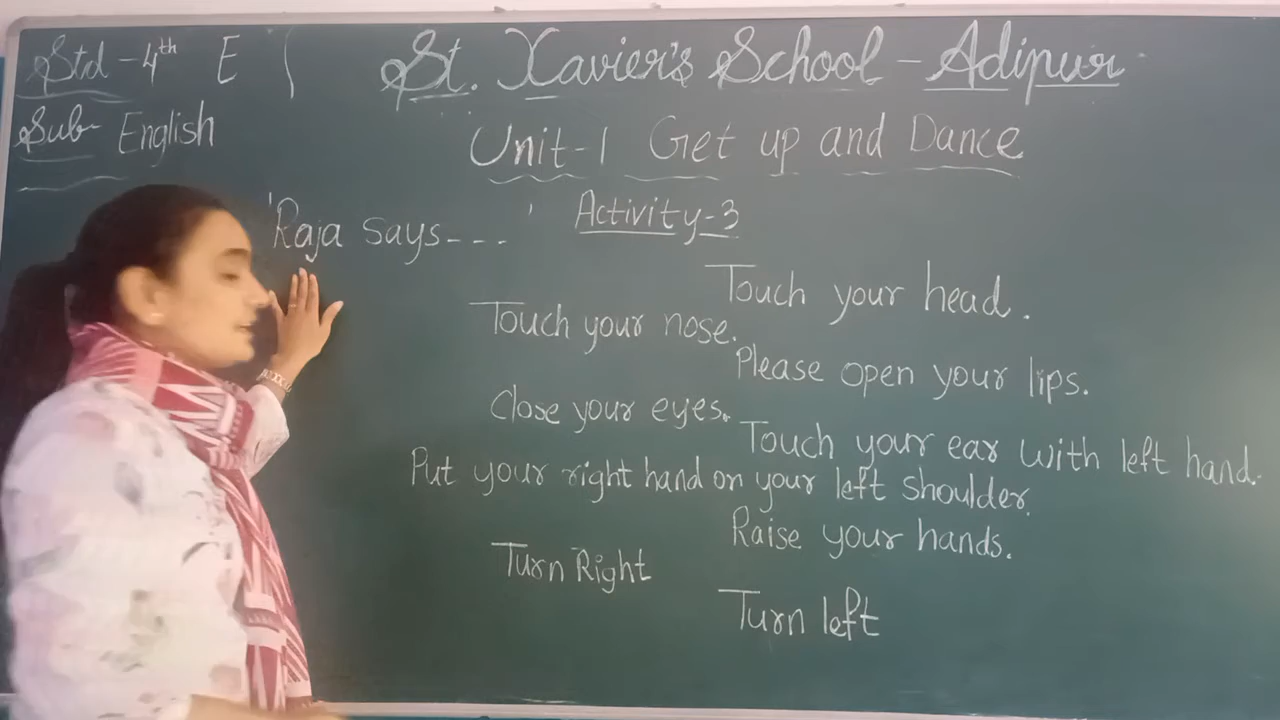 Std - 4th E
St. Xavier's School - Adipur
Sub- English
Unit-1 Get up and Dance
'Raja says---'
Activity-3
Touch your head.
Touch your nose.
Please open your lips.
Close your eyes.
Touch your ear with left hand.
Put your right hand on your left shoulder.
Raise your hands.
Turn Right
Turn left